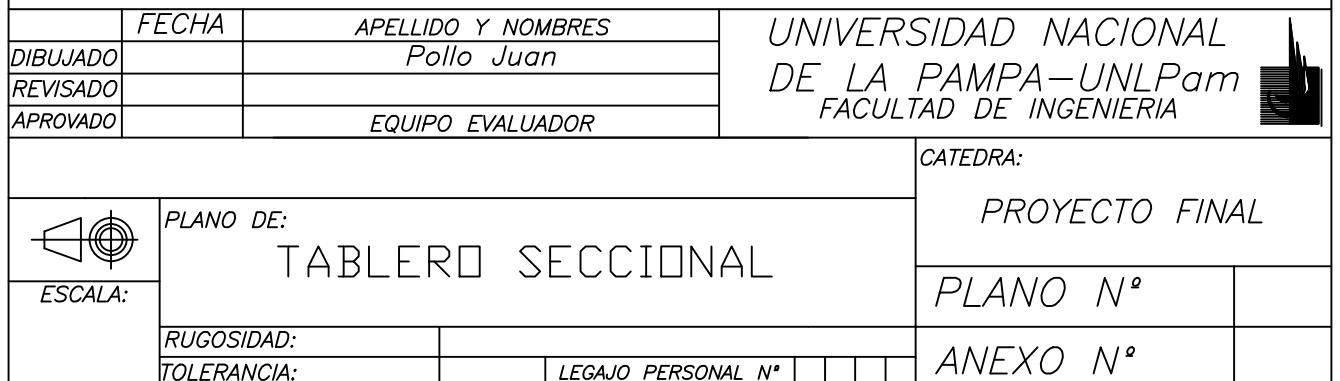 FECHA APELLIDO Y NOMBRES
DIBUJADO Pollo Juan
REVISADO
APROVADO EQUIPO EVALUADOR
UNIVERSIDAD NACIONAL
DE LA PAMPA-UNLPam
FACULTAD DE INGENIERIA
CATEDRA:
PROYECTO FINAL
PLANO DE:
TABLERO SECCIONAL
ESCALA:
PLANO Nº
RUGOSIDAD:
ANEXO Nº
TOLERANCIA: LEGAJO PERSONAL Nº